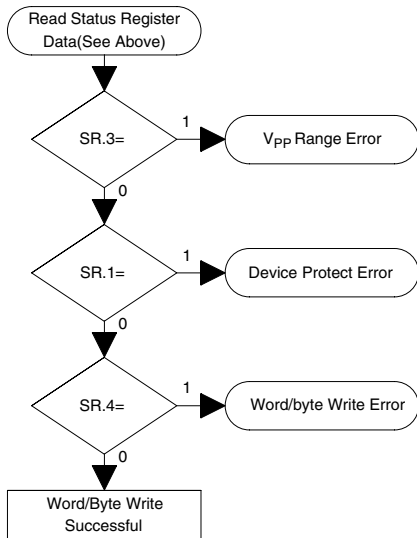 Read Status Register
Data(See Above)
SR.3=
1
VPP Range Error
0
SR.1=
1
Device Protect Error
0
SR.4=
1
Word/byte Write Error
0
Word/Byte Write
Successful